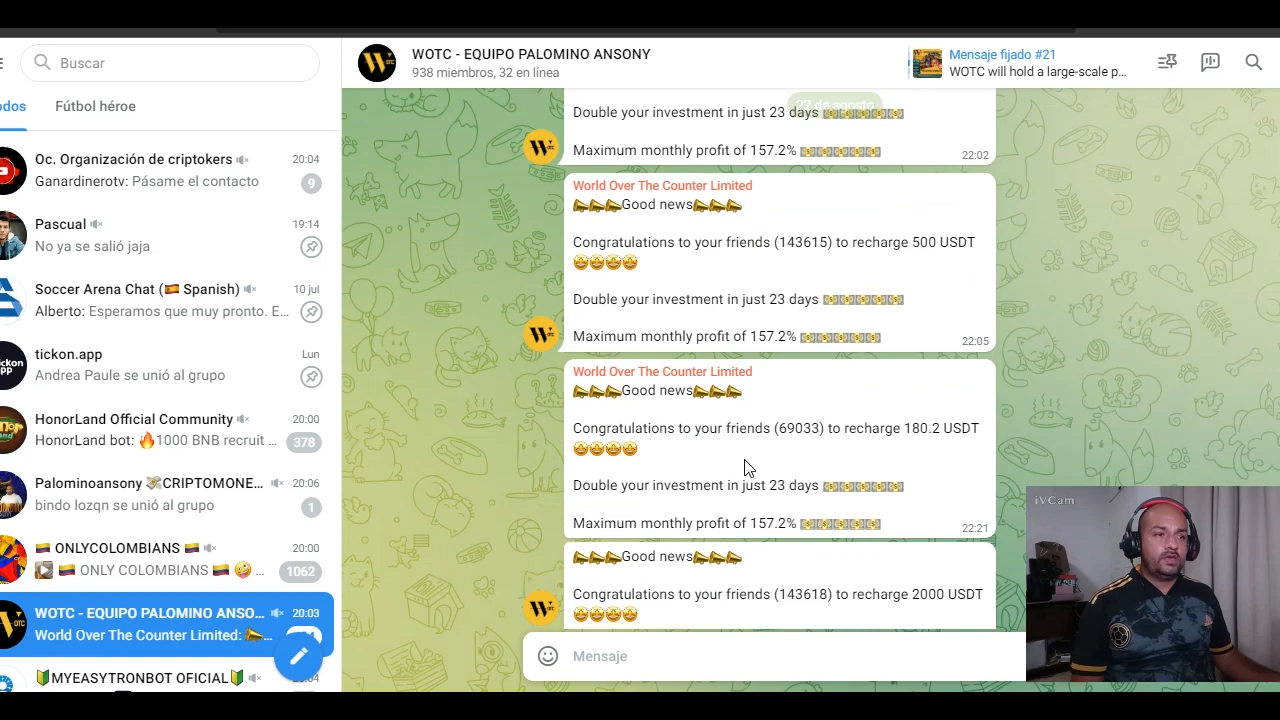 Buscar
odos
Fútbol héroe
Oc. Organización de criptokers
20:04
Ganardinerotv: Pásame el contacto
9
Pascual
19:14
No ya se salió jaja
Soccer Arena Chat (🇪🇸 Spanish)
10 jul
Alberto: Esperamos que muy pronto. E...
tickon.app
Lun
Andrea Paule se unió al grupo
HonorLand Official Community
20:00
HonorLand bot: 🔥1000 BNB recruit ...
378
Palominoansony 💸CRIPTOMONE...
20:06
bindo lozqn se unió al grupo
1
🇨🇴 ONLYCOLOMBIANS 🇨🇴
20:00
🇨🇴 ONLY COLOMBIANS 🇨🇴 🤪 ...
1062
WOTC - EQUIPO PALOMINO ANSO...
20:03
World Over The Counter Limited: 📣...
🔰MYEASYTRONBOT OFICIAL🔰
WOTC - EQUIPO PALOMINO ANSONY
938 miembros, 32 en línea
Mensaje fijado #21
WOTC will hold a large-scale p...
22 de agosto
Double your investment in just 23 days 💵💵💵💵💵💵💵
Maximum monthly profit of 157.2% 💵💵💵💵💵💵💵
22:02
World Over The Counter Limited
📣📣📣Good news📣📣📣
Congratulations to your friends (143615) to recharge 500 USDT
🤩🤩🤩🤩
Double your investment in just 23 days 💵💵💵💵💵💵💵
Maximum monthly profit of 157.2% 💵💵💵💵💵💵💵
22:05
World Over The Counter Limited
📣📣📣Good news📣📣📣
Congratulations to your friends (69033) to recharge 180.2 USDT
🤩🤩🤩🤩
Double your investment in just 23 days 💵💵💵💵💵💵💵
Maximum monthly profit of 157.2% 💵💵💵💵💵💵💵
22:21
📣📣📣Good news📣📣📣
Congratulations to your friends (143618) to recharge 2000 USDT
🤩🤩🤩🤩
Mensaje
iVCam